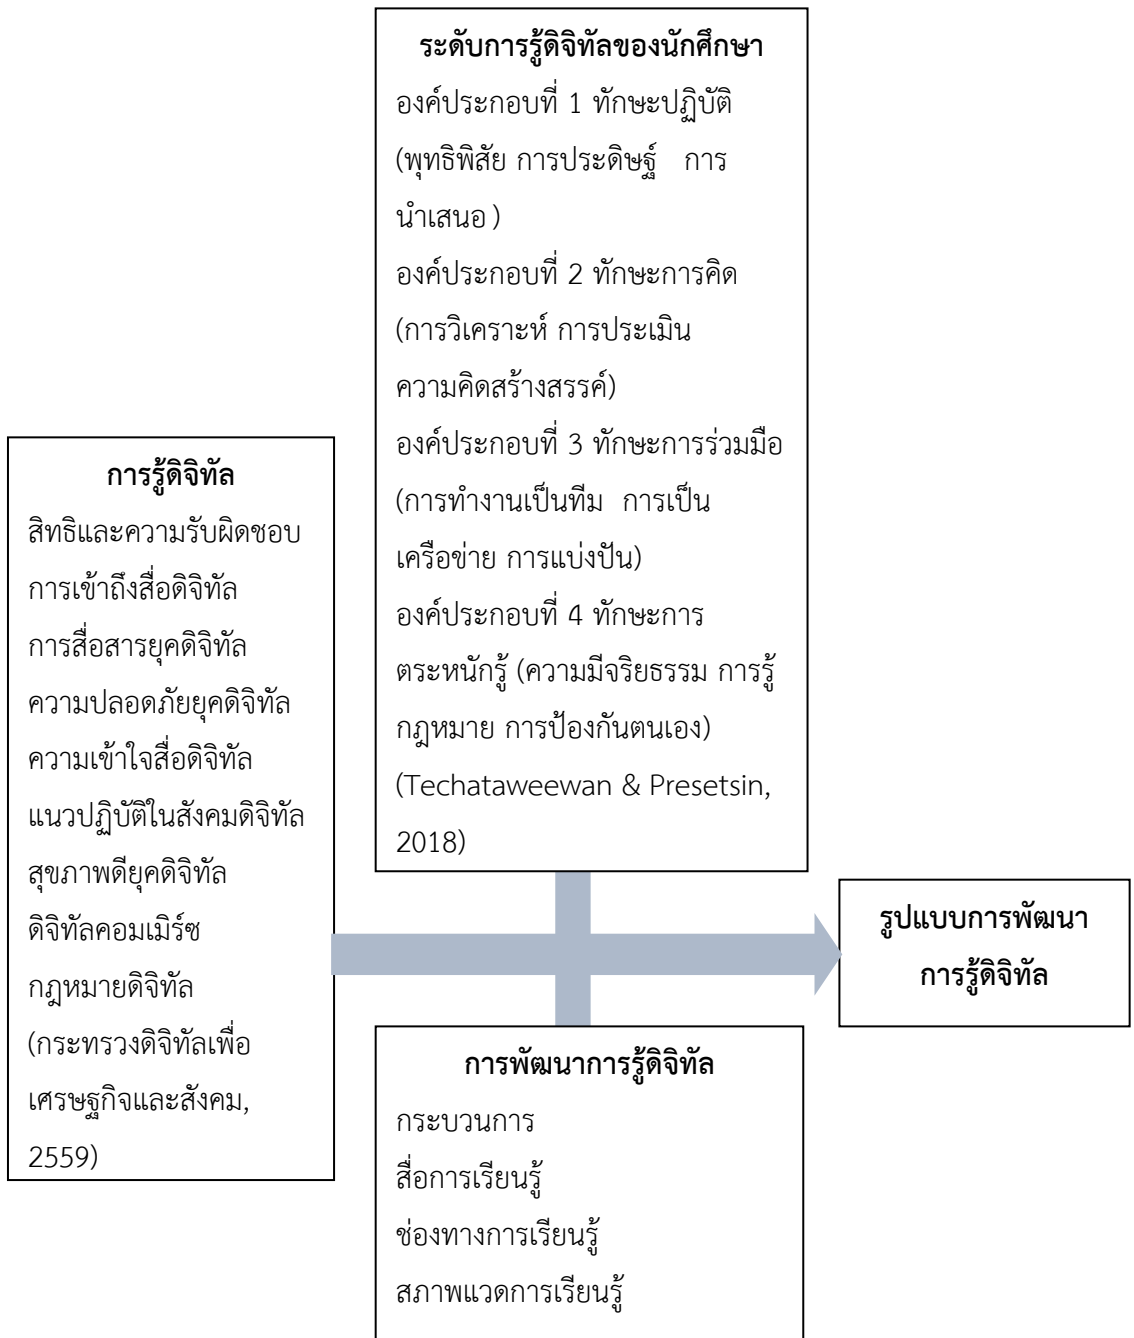 ระดับการรู้ดิจิทัลของนักศึกษา
องค์ประกอบที่ 1 ทักษะปฏิบัติ
(พุทธิพิสัย การประดิษฐ์ การ
นำเสนอ)
องค์ประกอบที่ 2 ทักษะการคิด
(การวิเคราะห์ การประเมิน
ความคิดสร้างสรรค์)
องค์ประกอบที่ 3 ทักษะการร่วมมือ
(การทำงานเป็นทีม การเป็น
เครือข่าย การแบ่งปัน)
องค์ประกอบที่ 4 ทักษะการ
ตระหนักรู้ (ความมีจริยธรรม การรู้
กฎหมาย การป้องกันตนเอง)
(Techataweewan & Presetsin,
2018)
การรู้ดิจิทัล
สิทธิและความรับผิดชอบ
การเข้าถึงสื่อดิจิทัล
การสื่อสารยุคดิจิทัล
ความปลอดภัยยุคดิจิทัล
ความเข้าใจสื่อดิจิทัล
แนวปฏิบัติในสังคมดิจิทัล
สุขภาพดียุคดิจิทัล
ดิจิทัลคอมเมิร์ซ
กฎหมายดิจิทัล
(กระทรวงดิจิทัลเพื่อ
เศรษฐกิจและสังคม,
2559)
รูปแบบการพัฒนา
การรู้ดิจิทัล
การพัฒนาการรู้ดิจิทัล
กระบวนการ
สื่อการเรียนรู้
ช่องทางการเรียนรู้
สภาพแวดการเรียนรู้